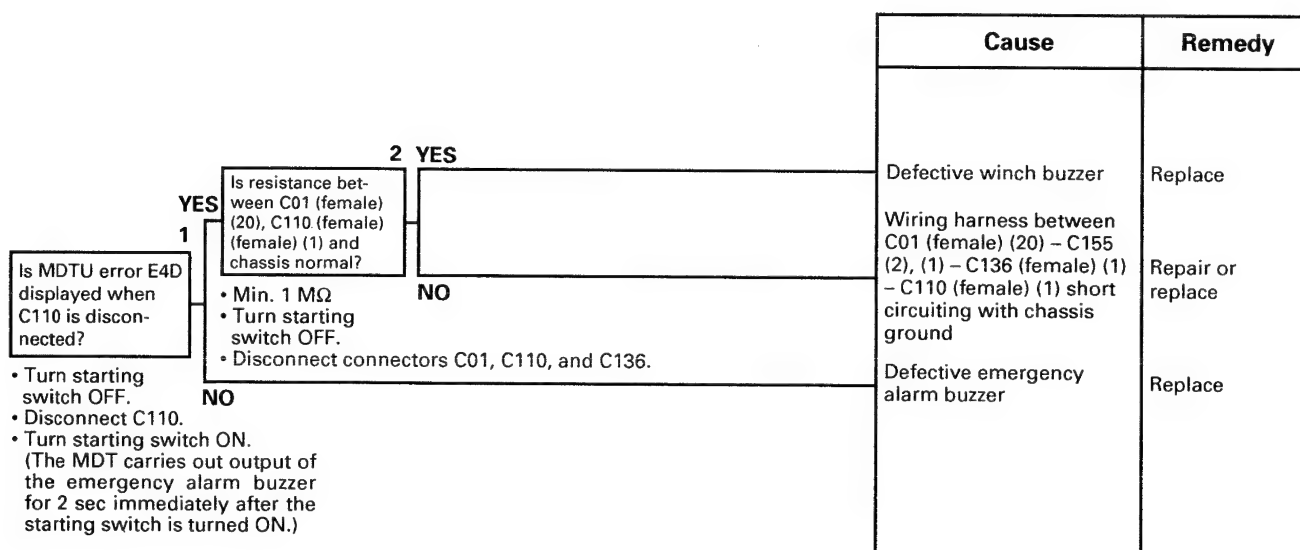 Cause Remedy
2 YES
Is resistance bet-
ween C01 (female)
(20), C110 (female)
(female) (1) and
chassis normal?
YES
1
Is MDTU error E4D
displayed when
C110 is discon-
nected?
NO
• Min. 1 MΩ
• Turn starting
switch OFF.
• Disconnect connectors C01, C110, and C136.
• Turn starting
switch OFF.
NO
• Disconnect C110.
• Turn starting switch ON.
(The MDT carries out output of
the emergency alarm buzzer
for 2 sec immediately after the
starting switch is turned ON.)
Defective winch buzzer
Replace
Wiring harness between
C01 (female) (20) – C155
(2), (1) – C136 (female) (1)
– C110 (female) (1) short
circuiting with chassis
ground
Repair or
replace
Defective emergency
alarm buzzer
Replace